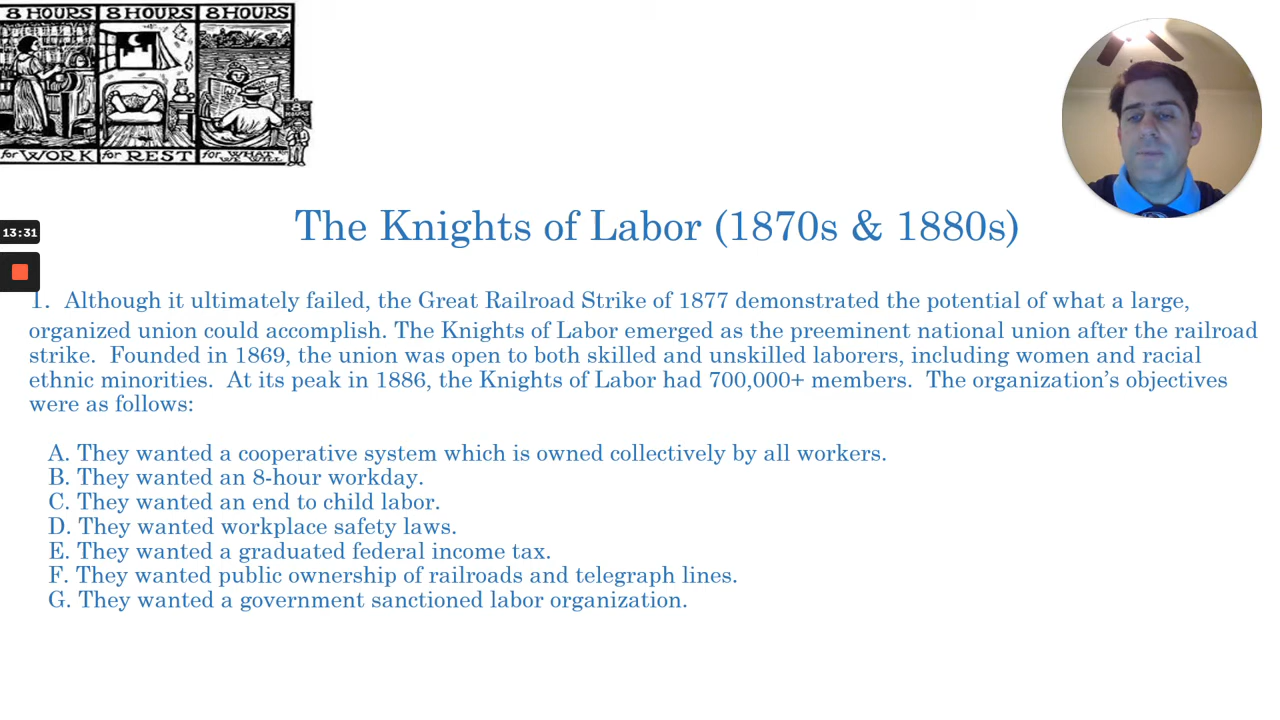 8 HOURS 8 HOURS 8 HOURS
8
HOURS
for WORK for REST for WHAT WE WILL
13:31
The Knights of Labor (1870s & 1880s)
1. Although it ultimately failed, the Great Railroad Strike of 1877 demonstrated the potential of what a large,
organized union could accomplish. The Knights of Labor emerged as the preeminent national union after the railroad
strike. Founded in 1869, the union was open to both skilled and unskilled laborers, including women and racial
ethnic minorities. At its peak in 1886, the Knights of Labor had 700,000+ members. The organization's objectives
were as follows:
A. They wanted a cooperative system which is owned collectively by all workers.
B. They wanted an 8-hour workday.
C. They wanted an end to child labor.
D. They wanted workplace safety laws.
E. They wanted a graduated federal income tax.
F. They wanted public ownership of railroads and telegraph lines.
G. They wanted a government sanctioned labor organization.